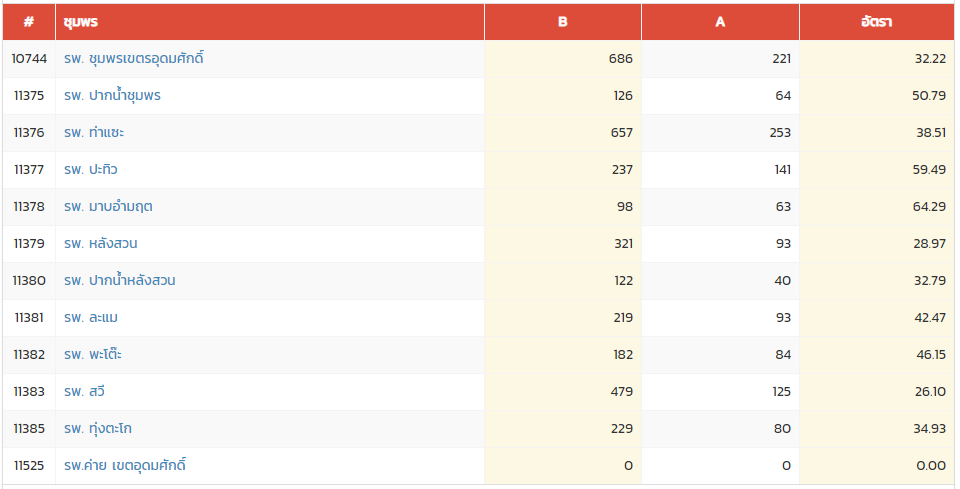 # ชุมพร B A อัตรา
10744 รพ. ชุมพรเขตรอุดมศักดิ์ 686 221 32.22
11375 รพ. ปากน้ำชุมพร 126 64 50.79
11376 รพ. ท่าแซะ 657 253 38.51
11377 รพ. ปะทิว 237 141 59.49
11378 รพ. มาบอำมฤต 98 63 64.29
11379 รพ. หลังสวน 321 93 28.97
11380 รพ. ปากน้ำหลังสวน 122 40 32.79
11381 รพ. ละแม 219 93 42.47
11382 รพ. พะโต๊ะ 182 84 46.15
11383 รพ. สวี 479 125 26.10
11385 รพ. ทุ่งตะโก 229 80 34.93
11525 รพ.ค่าย เขตอุดมศักดิ์ 0 0 0.00